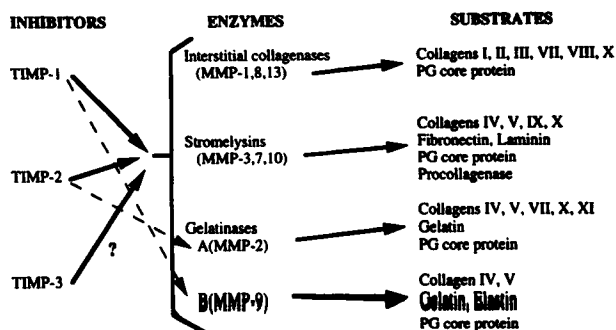 INHIBITORS
ENZYMES
SUBSTRATES
TIMP-1
TIMP-2
?
TIMP-3
Interstitial collagenases
(MMP-1,8,13)
Stromelysins
(MMP-3,7,10)
Gelatinases
A(MMP-2)
B(MMP-9)
Collagens I, II, III, VII, VIII, X
PG core protein
Collagens IV, V, IX, X
Fibronectin, Laminin
PG core protein
Procollagenase
Collagens IV, V, VII, X, XI
Gelatin
PG core protein
Collagen IV, V
Gelatin, Elastin
PG core protein